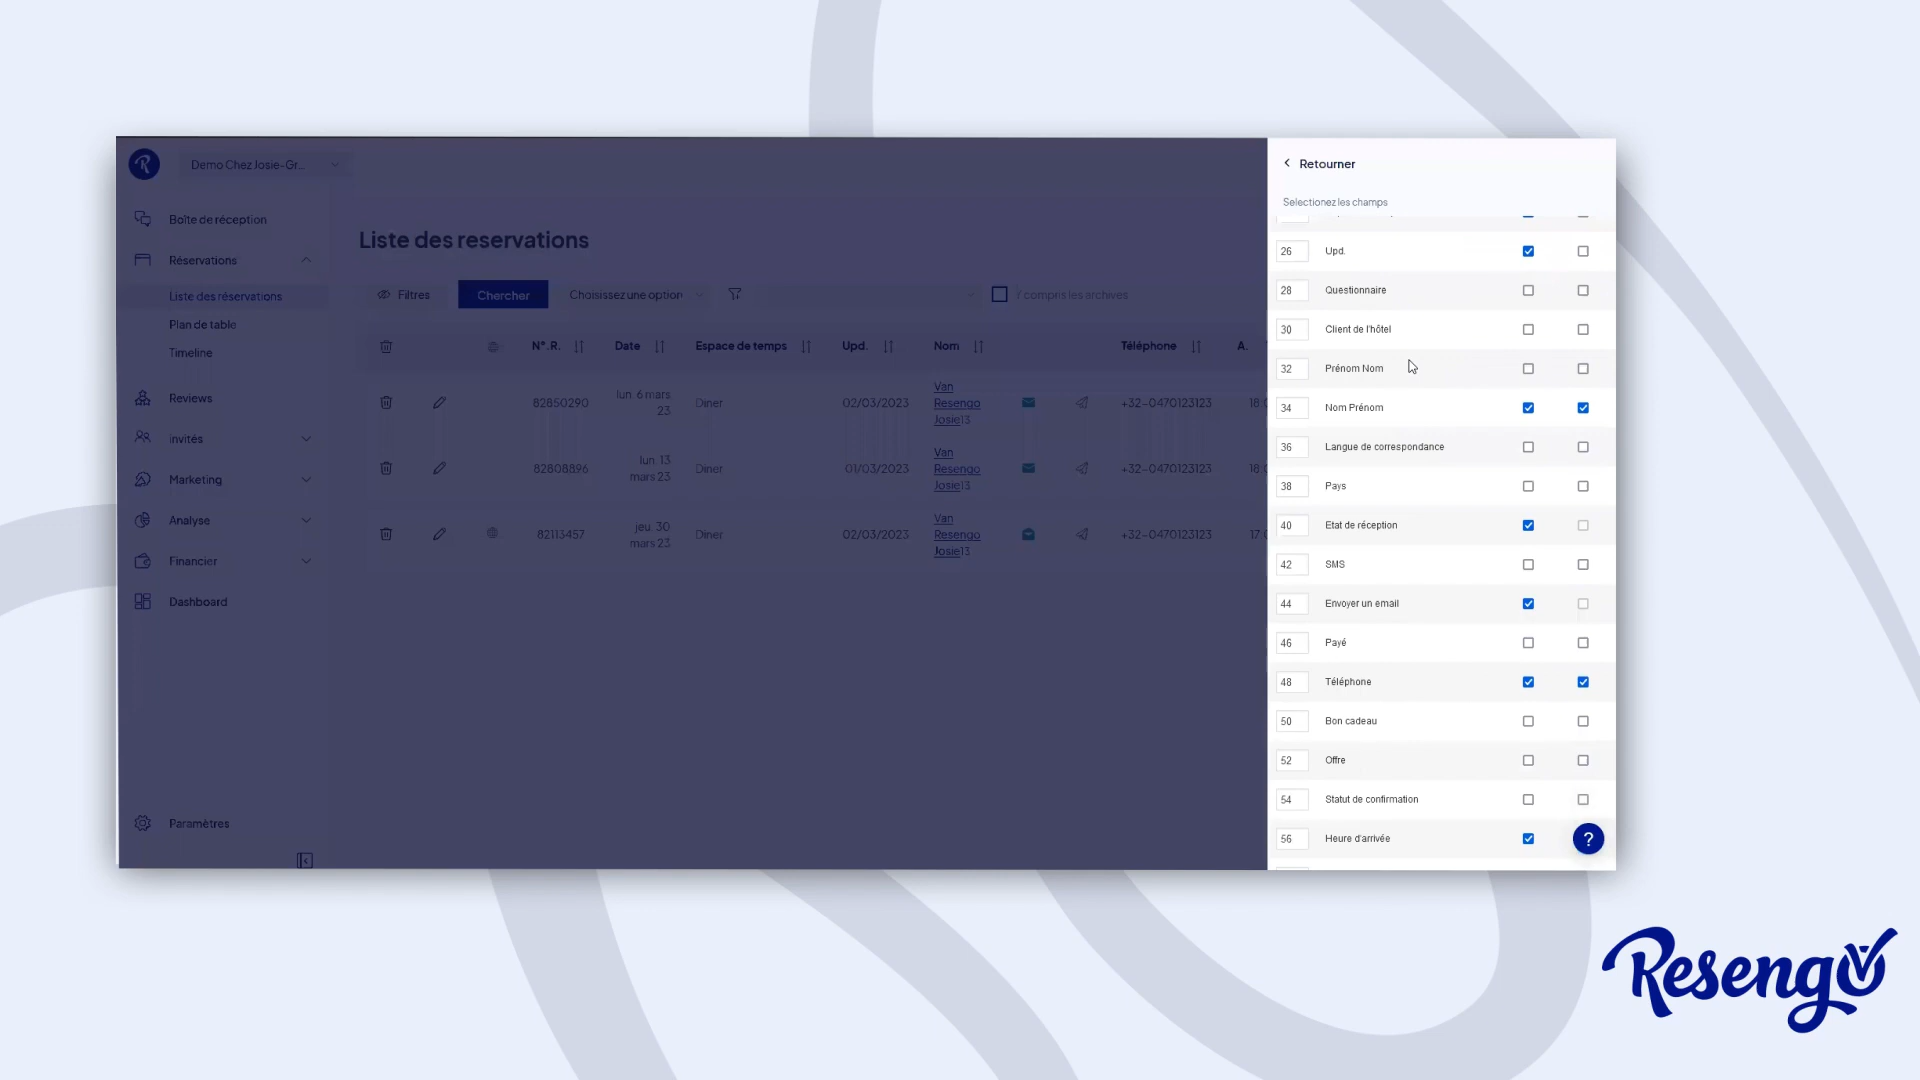 Demo Chez Josie-Gr...
Boîte de réception
Réservations
Liste des réservations
Plan de table
Timeline
Reviews
invités
Marketing
Analyse
Financier
Dashboard
Paramètres
Liste des reservations
Filtres
Chercher
Choisissez une option
Y compris les archives
N°.R. Date Espace de temps Upd. Nom Téléphone A.
82850290 lun. 6 mars 23 Diner 02/03/2023 Van Resengo Josie13 +32-0470123123
82808896 lun. 13 mars 23 Diner 01/03/2023 Van Resengo Josie13 +32-0470123123
82113457 jeu. 30 mars 23 Diner 02/03/2023 Van Resengo Josie13 +32-0470123123
Retourner
Selectionez les champs
26 Upd.
28 Questionnaire
30 Client de l'hôtel
32 Prénom Nom
34 Nom Prénom
36 Langue de correspondance
38 Pays
40 Etat de réception
42 SMS
44 Envoyer un email
46 Payé
48 Téléphone
50 Bon cadeau
52 Offre
54 Statut de confirmation
56 Heure d'arrivée
?
Resengo